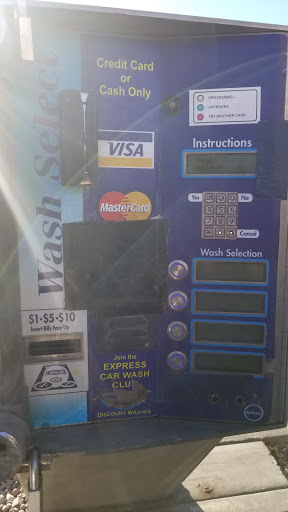 Wash Select
Credit Card
or
Cash Only
VISA
MasterCard
$1-$5-$10
Insert Bills Face Up
Join the
EXPRESS
CAR WASH
CLU
DISCOUNT WASHES
PROCESSING...
APPROVED
TRY ANOTHER CARD
Instructions
Yes
No
Cancel
Wash Selection